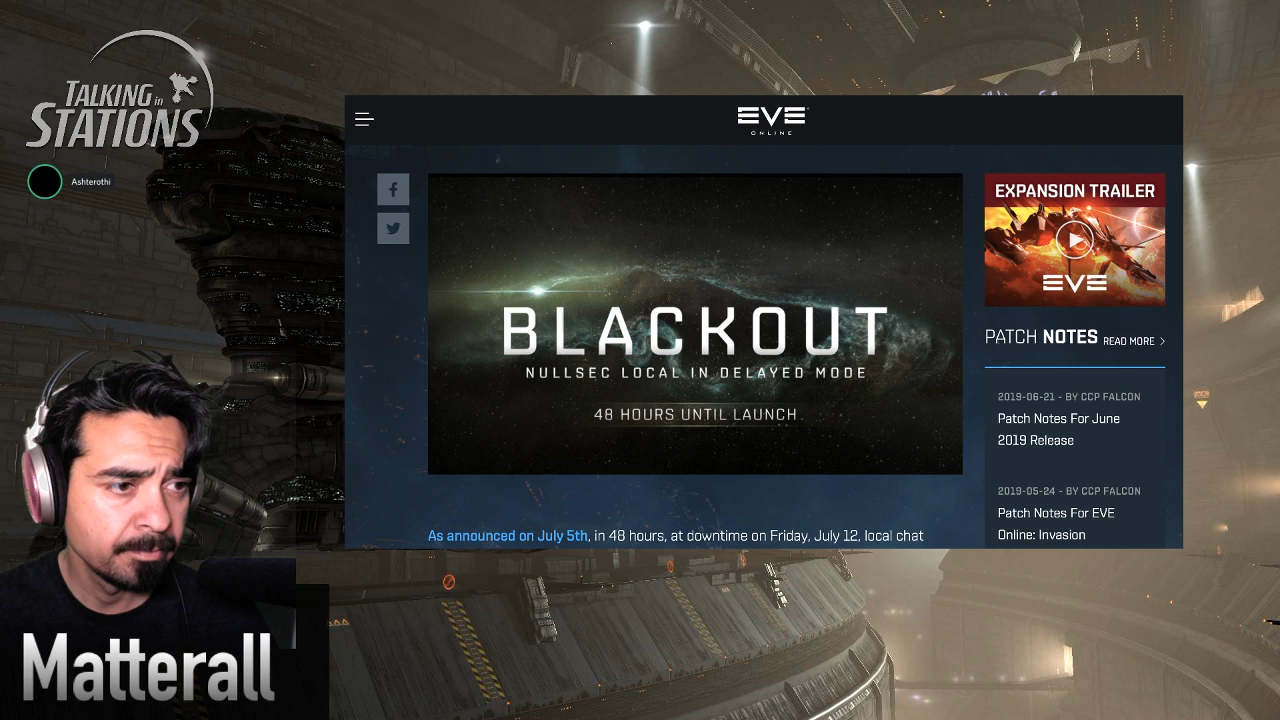 TALKING in
STATIONS
Ashterothi
EVE
ONLINE
BLACKOUT
NULLSEC LOCAL IN DELAYED MODE
48 HOURS UNTIL LAUNCH
As announced on July 5th, in 48 hours, at downtime on Friday, July 12, local chat
EXPANSION TRAILER
EVE
PATCH NOTES READ MORE >
2019-06-21 - BY CCP FALCON
Patch Notes For June
2019 Release
2019-05-24 - BY CCP FALCON
Patch Notes For EVE
Online: Invasion
Matterall